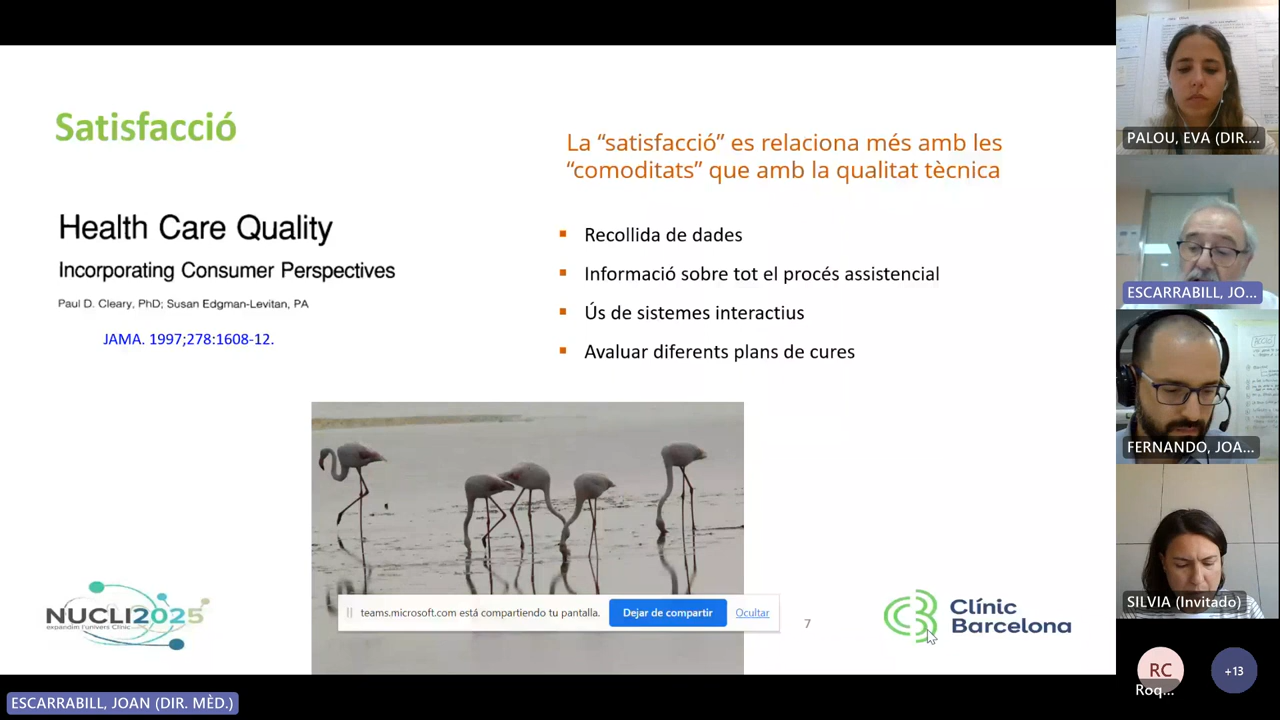 Satisfacció
La “satisfacció” es relaciona més amb les
“comoditats” que amb la qualitat tècnica
Health Care Quality
Incorporating Consumer Perspectives
Paul D. Cleary, PhD; Susan Edgman-Levitan, PA
JAMA. 1997;278:1608-12.
Recollida de dades
Informació sobre tot el procés assistencial
Ús de sistemes interactius
Avaluar diferents plans de cures
teams.microsoft.com está compartiendo tu pantalla.
Dejar de compartir
Ocultar
7
NUCLI2025
expandim l'univers Clínic
Clínic
Barcelona
PALOU, EVA (DIR....
ESCARRABILL, JO...
FERNANDO, JOA...
SILVIA (Invitado)
RC
Roq...
+13
ESCARRABILL, JOAN (DIR. MÈD.)